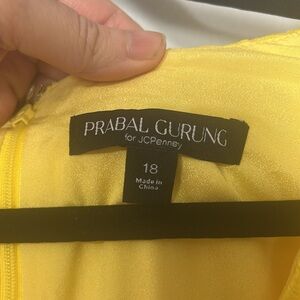 PRABAL GURUNG
for JCPenney
18
Made in
China